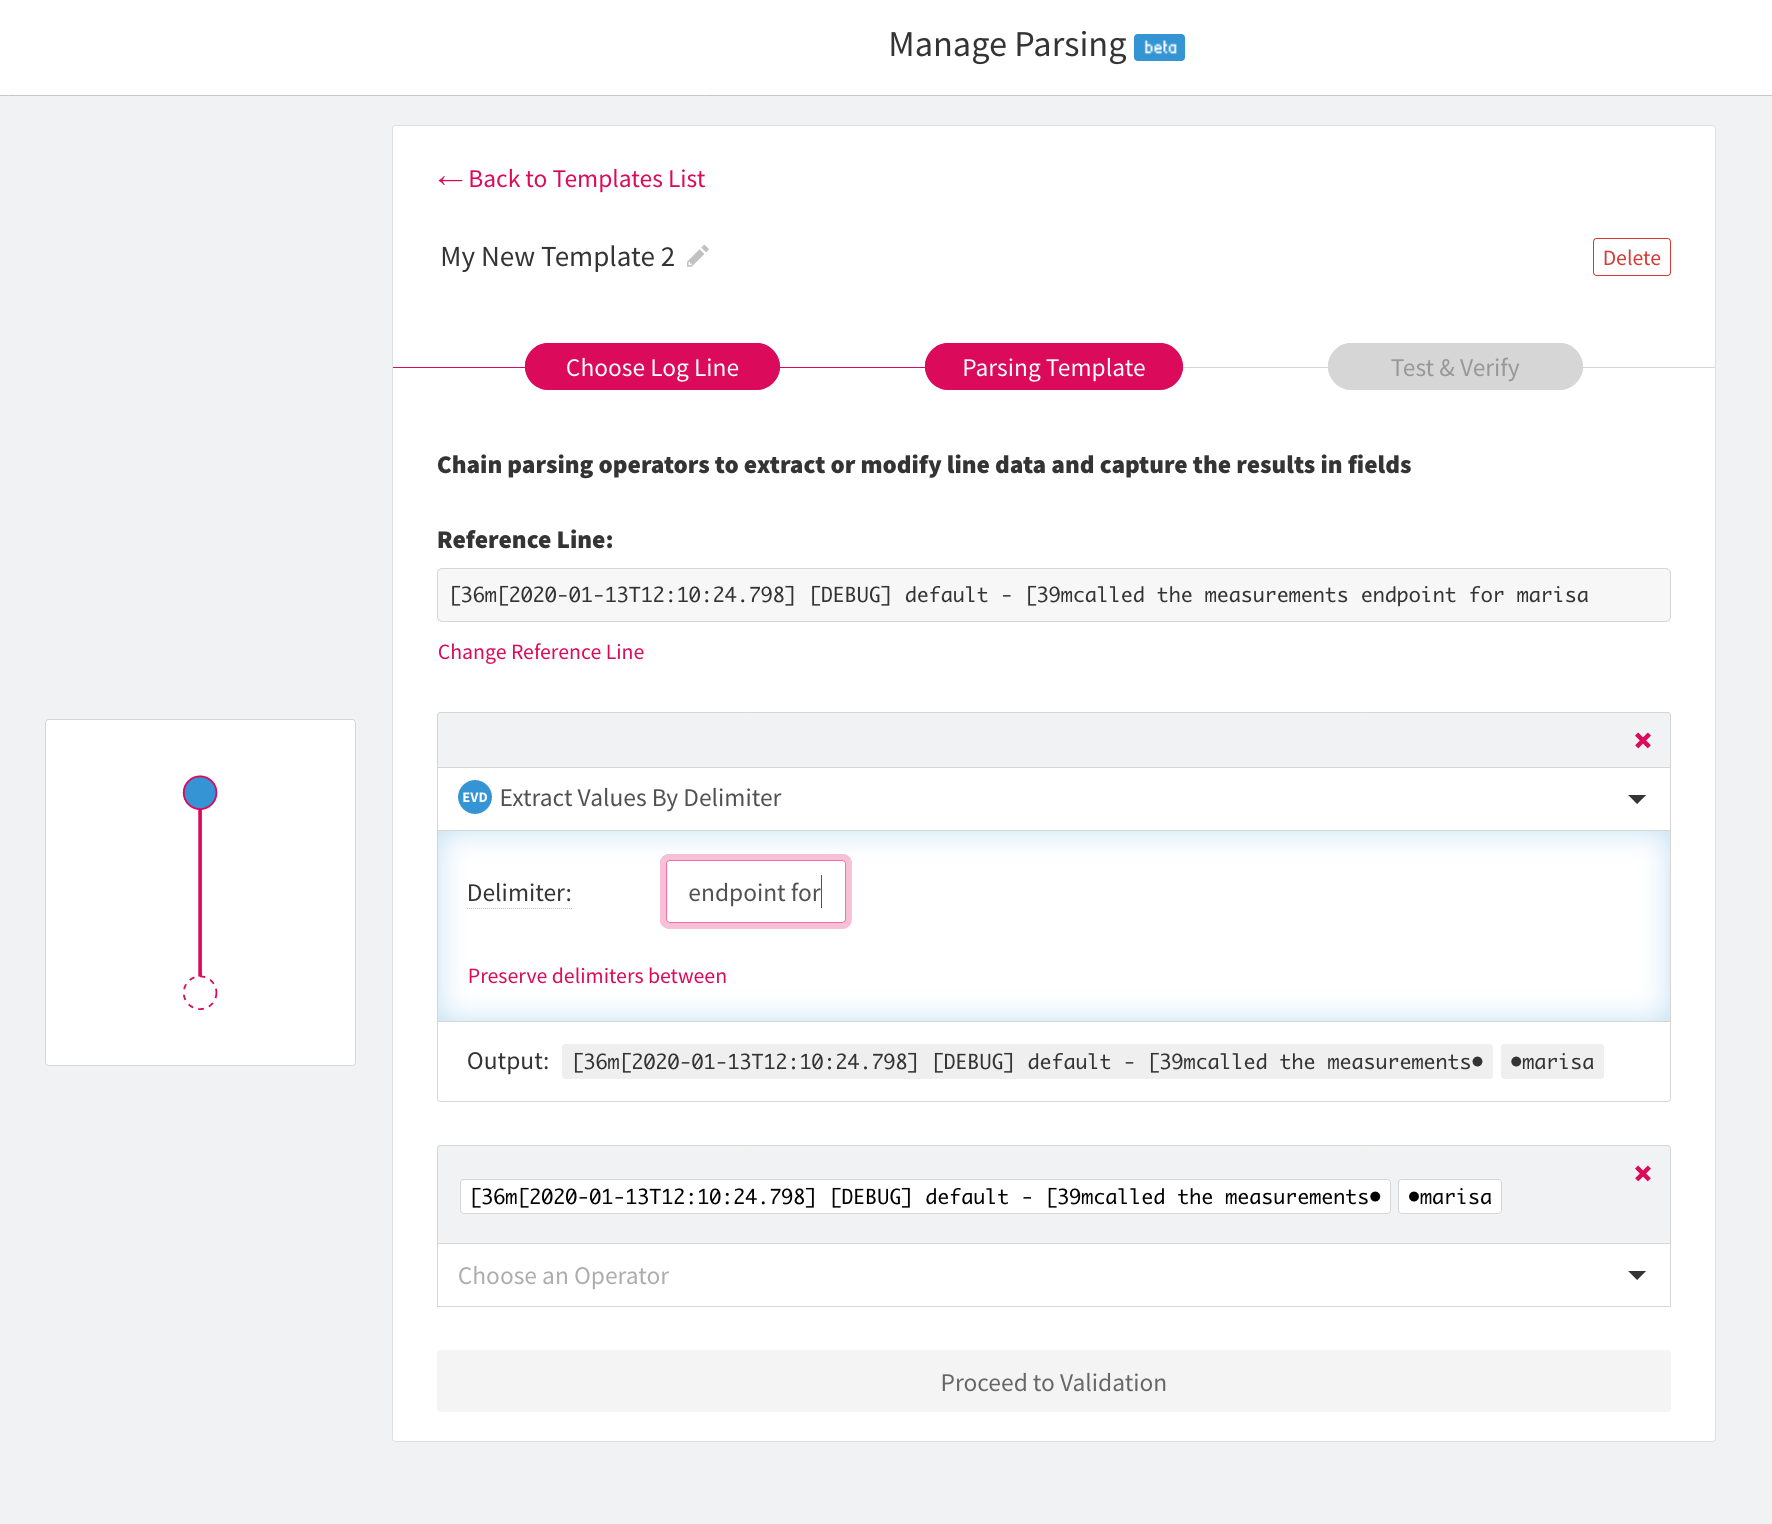 Manage Parsing beta
← Back to Templates List
My New Template 2
Delete
Choose Log Line
Parsing Template
Test & Verify
Chain parsing operators to extract or modify line data and capture the results in fields
Reference Line:
[36m[2020-01-13T12:10:24.798] [DEBUG] default - [39mcalled the measurements endpoint for marisa
Change Reference Line
EVD Extract Values By Delimiter
Delimiter: endpoint for
Preserve delimiters between
Output: [36m[2020-01-13T12:10:24.798] [DEBUG] default - [39mcalled the measurements• •marisa
[36m[2020-01-13T12:10:24.798] [DEBUG] default - [39mcalled the measurements• •marisa
Choose an Operator
Proceed to Validation